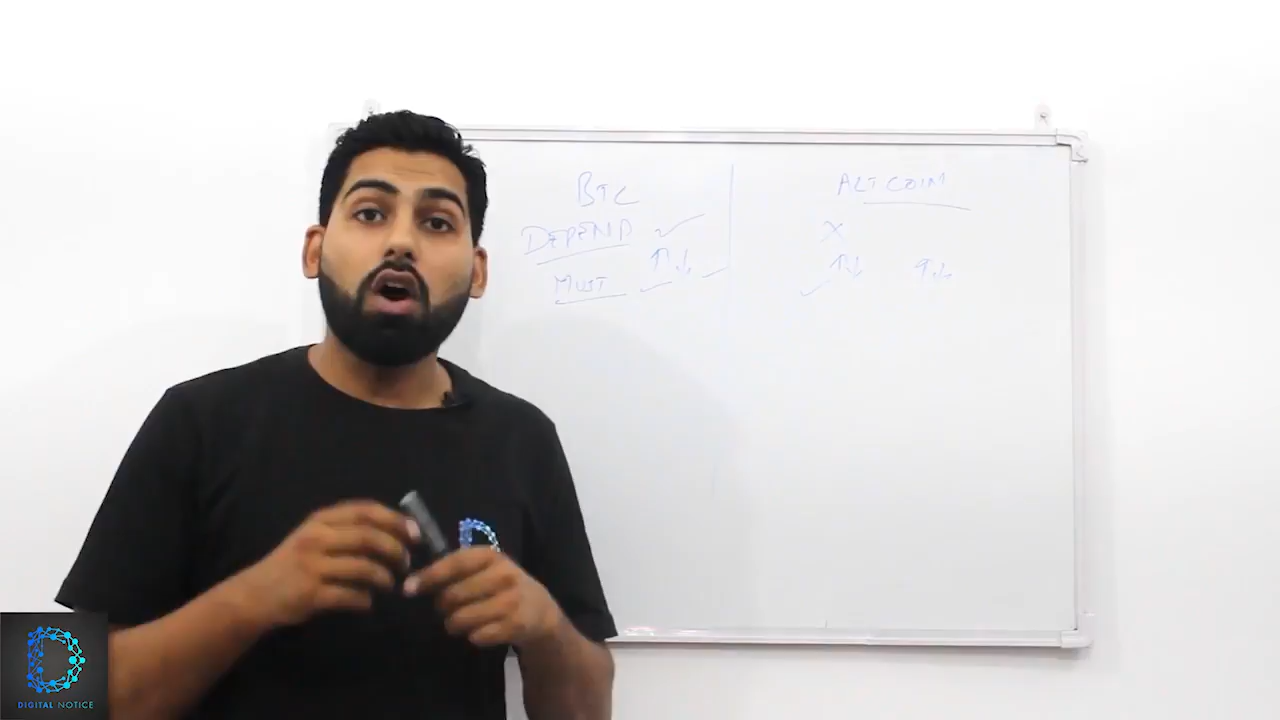 BTC
DEPEND ✓
↑↓
MUST
ALTCOIN
X
↑↓ ↑↓
DIGITAL NOTICE